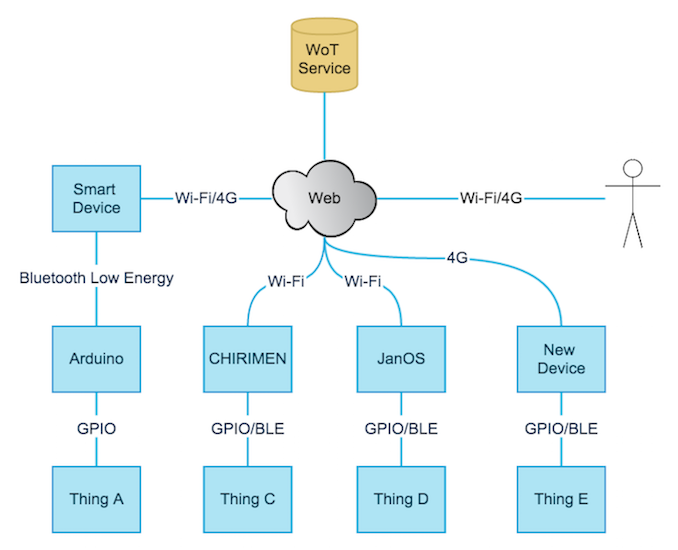 WoT
Service
Smart
Device
Wi-Fi/4G
Web
Wi-Fi/4G
4G
Bluetooth Low Energy
Wi-Fi
Wi-Fi
Arduino
CHIRIMEN
JanOS
New
Device
GPIO
GPIO/BLE
GPIO/BLE
GPIO/BLE
Thing A
Thing C
Thing D
Thing E